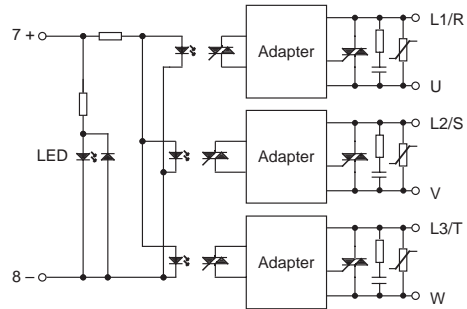 7 +
L1/R
Adapter
U
L2/S
LED
Adapter
V
L3/T
Adapter
8 –
W